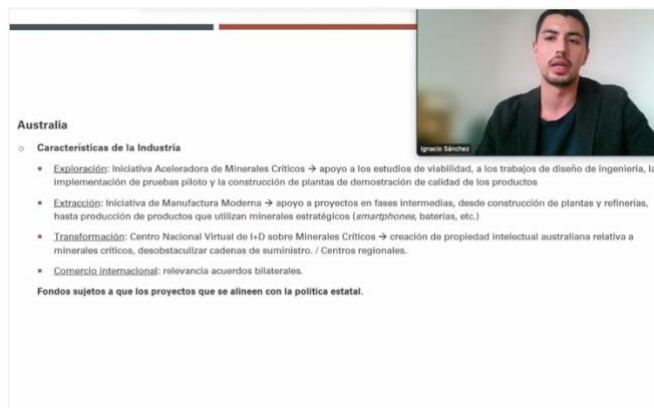 Australia
Características de la Industria
Exploración: Iniciativa Aceleradora de Minerales Críticos → apoyo a los estudios de viabilidad, a los trabajos de diseño de ingeniería, la
implementación de pruebas piloto y la construcción de plantas de demostración de calidad de los productos
Extracción: Iniciativa de Manufactura Moderna → apoyo a proyectos en fases intermedias, desde construcción de plantas y refinerías,
hasta producción de productos que utilizan minerales estratégicos (smartphones, baterías, etc.)
Transformación: Centro Nacional Virtual de I+D sobre Minerales Críticos → creación de propiedad intelectual australiana relativa a
minerales críticos, desobstaculizar cadenas de suministro. / Centros regionales.
Comercio internacional: relevancia acuerdos bilaterales.
Fondos sujetos a que los proyectos que se alineen con la política estatal.
Ignacio Sánchez